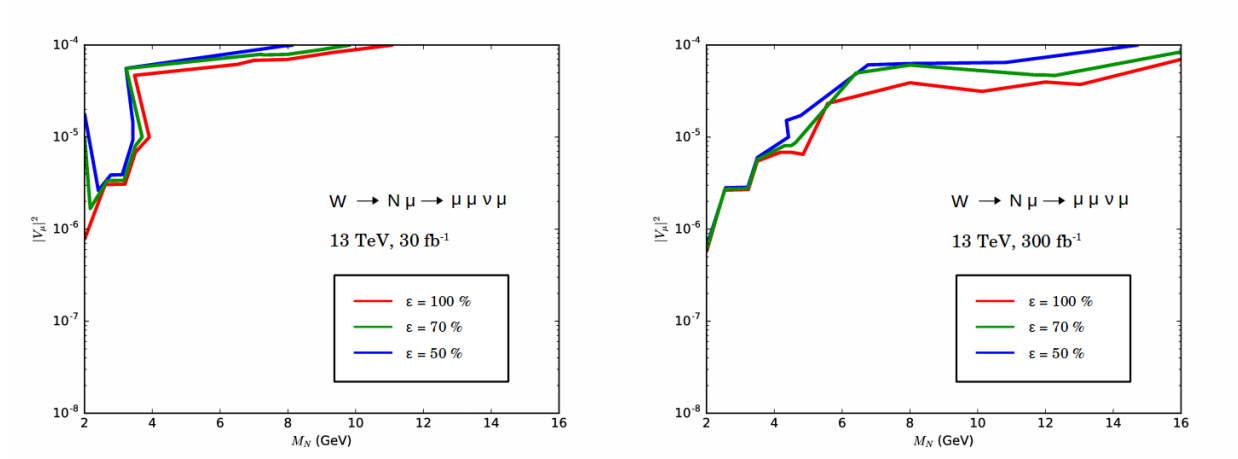 10⁻⁴
10⁻⁵
10⁻⁶
10⁻⁷
10⁻⁸
|Vμ|²
2 4 6 8 10 12 14 16
M_N (GeV)
W → N μ → μ μ ν μ
13 TeV, 30 fb⁻¹
ε = 100 %
ε = 70 %
ε = 50 %
10⁻⁴
10⁻⁵
10⁻⁶
10⁻⁷
10⁻⁸
|Vμ|²
2 4 6 8 10 12 14 16
M_N (GeV)
W → N μ → μ μ ν μ
13 TeV, 300 fb⁻¹
ε = 100 %
ε = 70 %
ε = 50 %